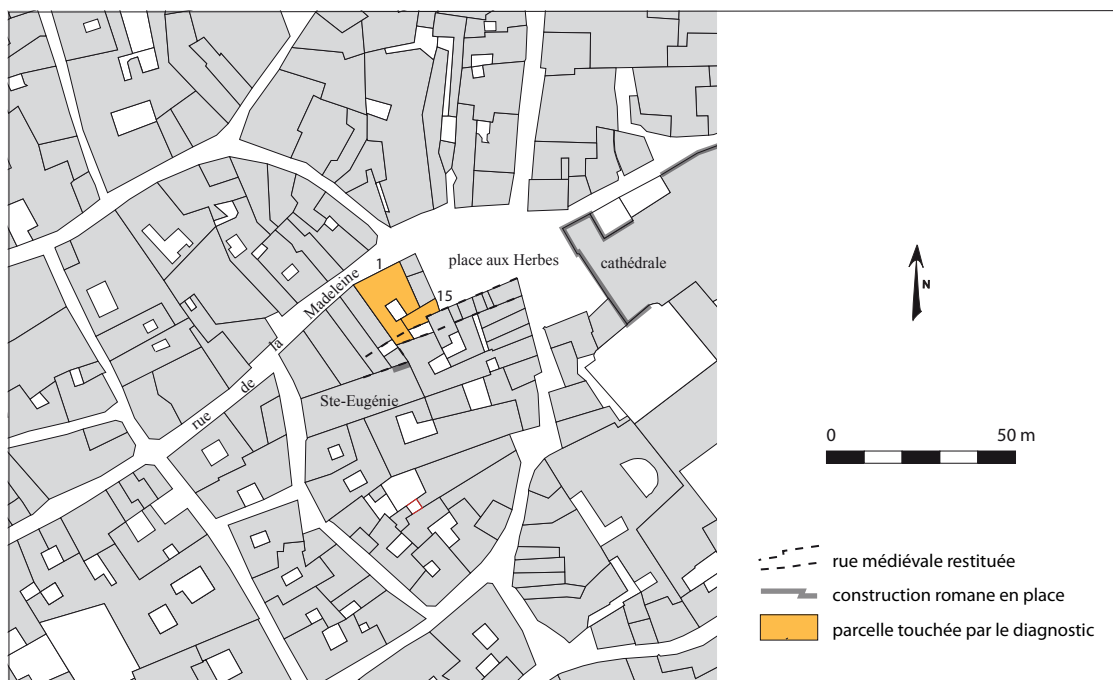 place aux Herbes
cathédrale
1
15
rue de la Madeleine
Ste-Eugénie
N
0 50 m
rue médiévale restituée
construction romane en place
parcelle touchée par le diagnostic